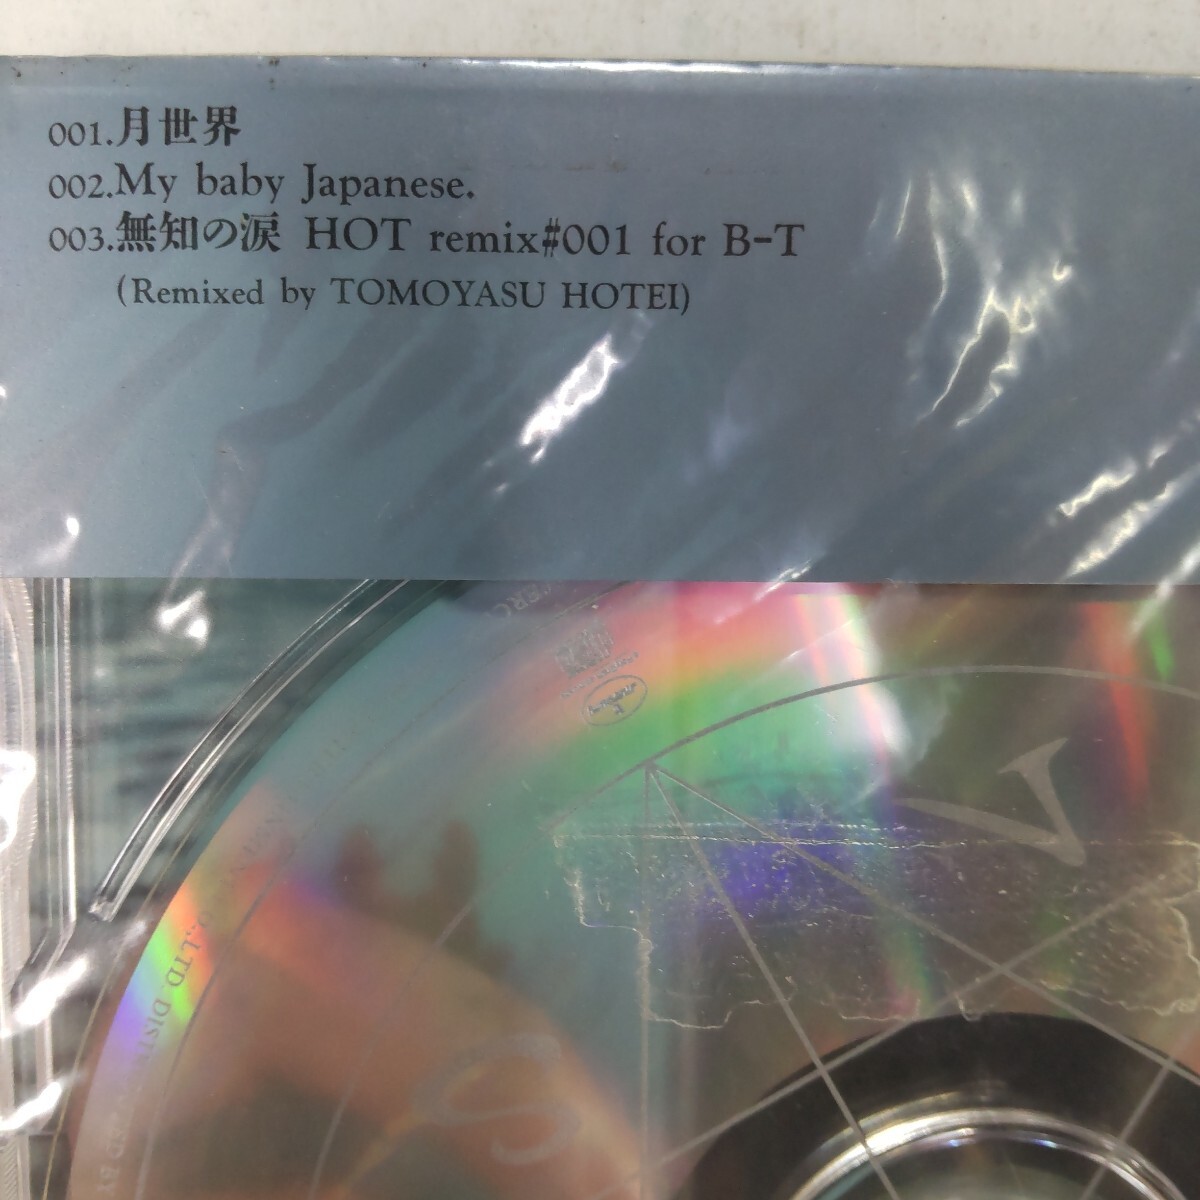 001.月世界
002.My baby Japanese.
003.無知の涙 HOT remix#001 for B-T
(Remixed by TOMOYASU HOTEI)
V
S